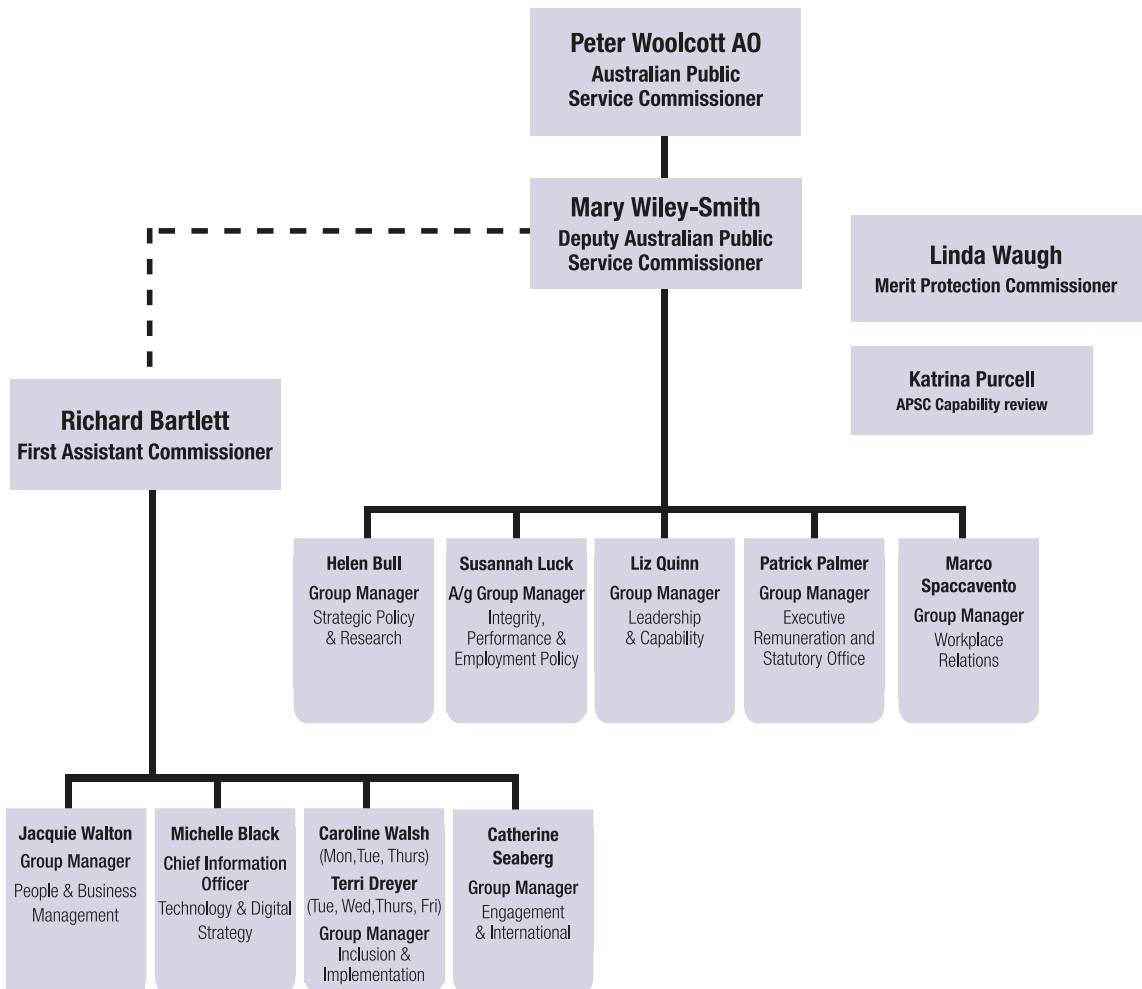 Peter Woolcott AO
Australian Public
Service Commissioner
Mary Wiley-Smith
Deputy Australian Public
Service Commissioner
Linda Waugh
Merit Protection Commissioner
Katrina Purcell
APSC Capability review
Richard Bartlett
First Assistant Commissioner
Helen Bull
Group Manager
Strategic Policy
& Research
Susannah Luck
A/g Group Manager
Integrity,
Performance &
Employment Policy
Liz Quinn
Group Manager
Leadership
& Capability
Patrick Palmer
Group Manager
Executive
Remuneration and
Statutory Office
Marco
Spaccavento
Group Manager
Workplace
Relations
Jacquie Walton
Group Manager
People & Business
Management
Michelle Black
Chief Information
Officer
Technology & Digital
Strategy
Caroline Walsh
(Mon,Tue, Thurs)
Terri Dreyer
(Tue, Wed,Thurs, Fri)
Group Manager
Inclusion &
Implementation
Catherine
Seaberg
Group Manager
Engagement
& International